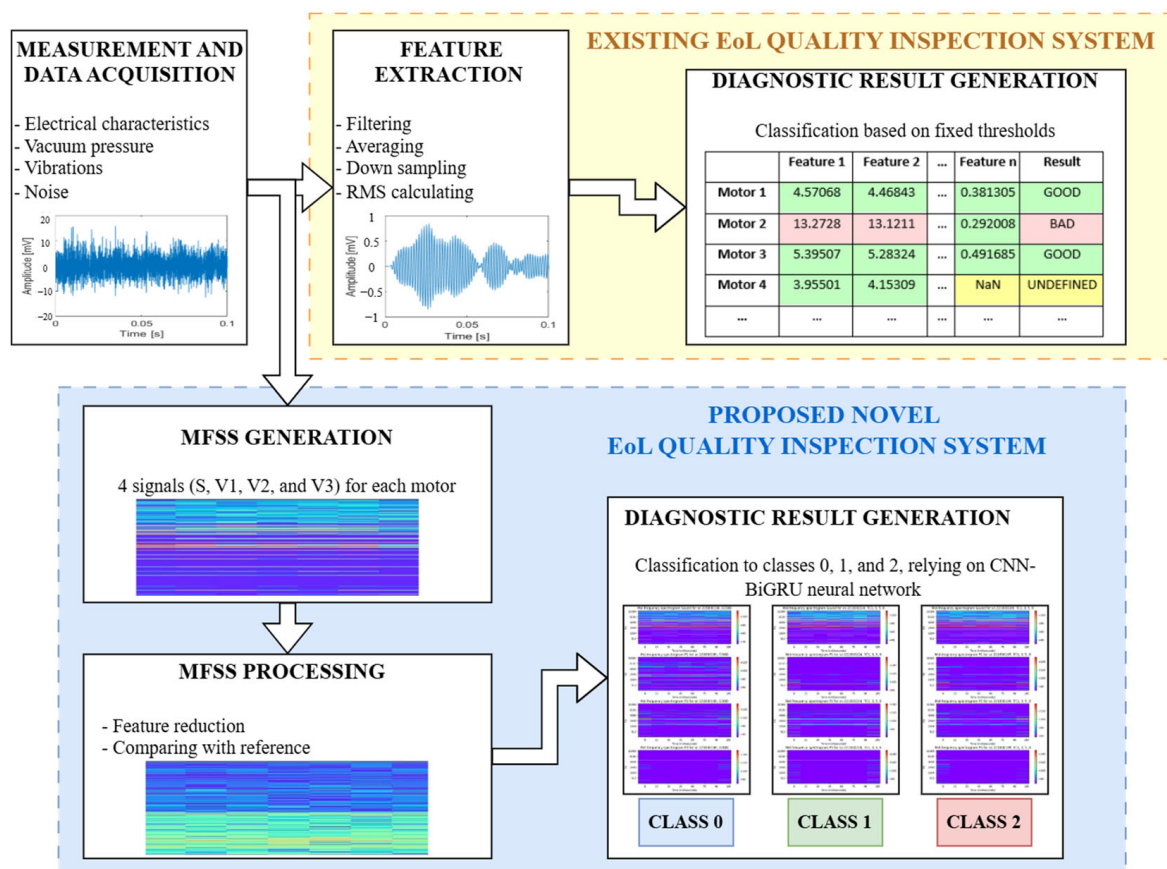 MEASUREMENT AND
DATA ACQUISITION
- Electrical characteristics
- Vacuum pressure
- Vibrations
- Noise
Amplitude [mV]
20
10
0
-10
-20
0
0.05
0.1
Time [s]
FEATURE
EXTRACTION
- Filtering
- Averaging
- Down sampling
- RMS calculating
Amplitude [mV]
1
0.5
0
-0.5
-1
0
0.05
0.1
Time [s]
EXISTING EoL QUALITY INSPECTION SYSTEM
DIAGNOSTIC RESULT GENERATION
Classification based on fixed thresholds
Feature 1 Feature 2 ... Feature n Result
Motor 1 4.57068 4.46843 ... 0.381305 GOOD
Motor 2 13.2728 13.1211 ... 0.292008 BAD
Motor 3 5.39507 5.28324 ... 0.491685 GOOD
Motor 4 3.95501 4.15309 ... NaN UNDEFINED
... ... ... ... ... ...
PROPOSED NOVEL
EoL QUALITY INSPECTION SYSTEM
MFSS GENERATION
4 signals (S, V1, V2, and V3) for each motor
MFSS PROCESSING
- Feature reduction
- Comparing with reference
DIAGNOSTIC RESULT GENERATION
Classification to classes 0, 1, and 2, relying on CNN-
BiGRU neural network
CLASS 0
CLASS 1
CLASS 2